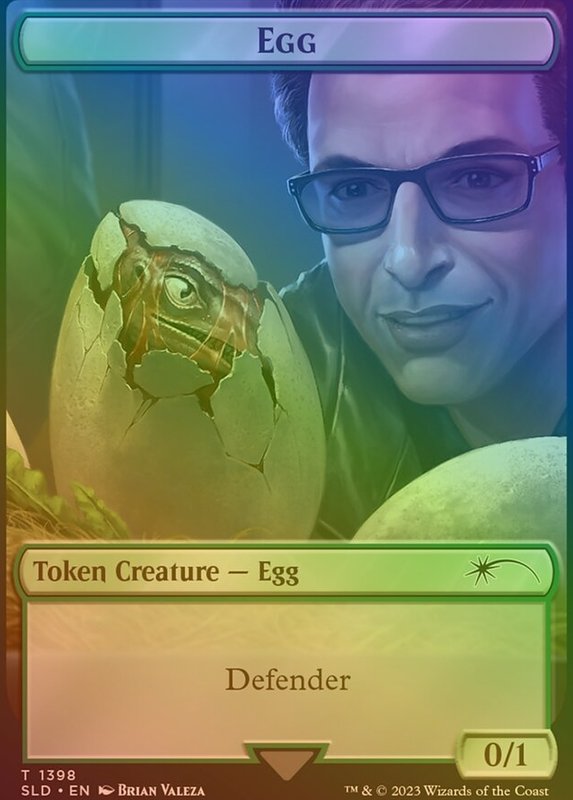 Egg
Token Creature — Egg
Defender
0/1
T 1398
SLD • EN Brian Valeza
™ & © 2023 Wizards of the Coast